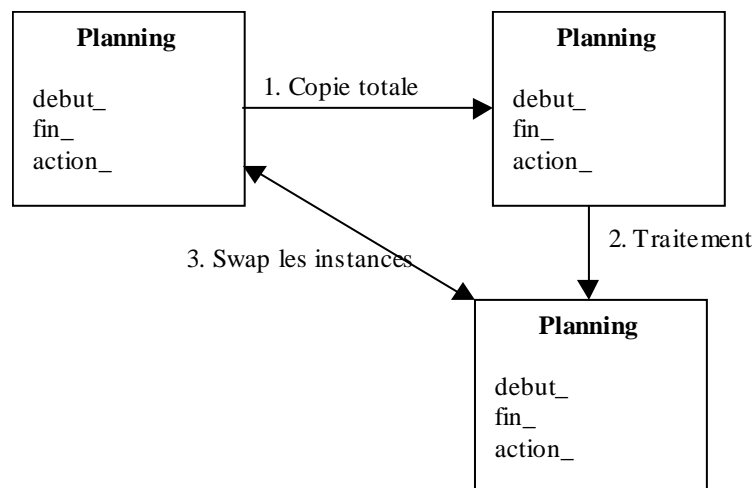 Planning
debut_
fin_
action_
1. Copie totale
Planning
debut_
fin_
action_
2. Traitement
3. Swap les instances
Planning
debut_
fin_
action_